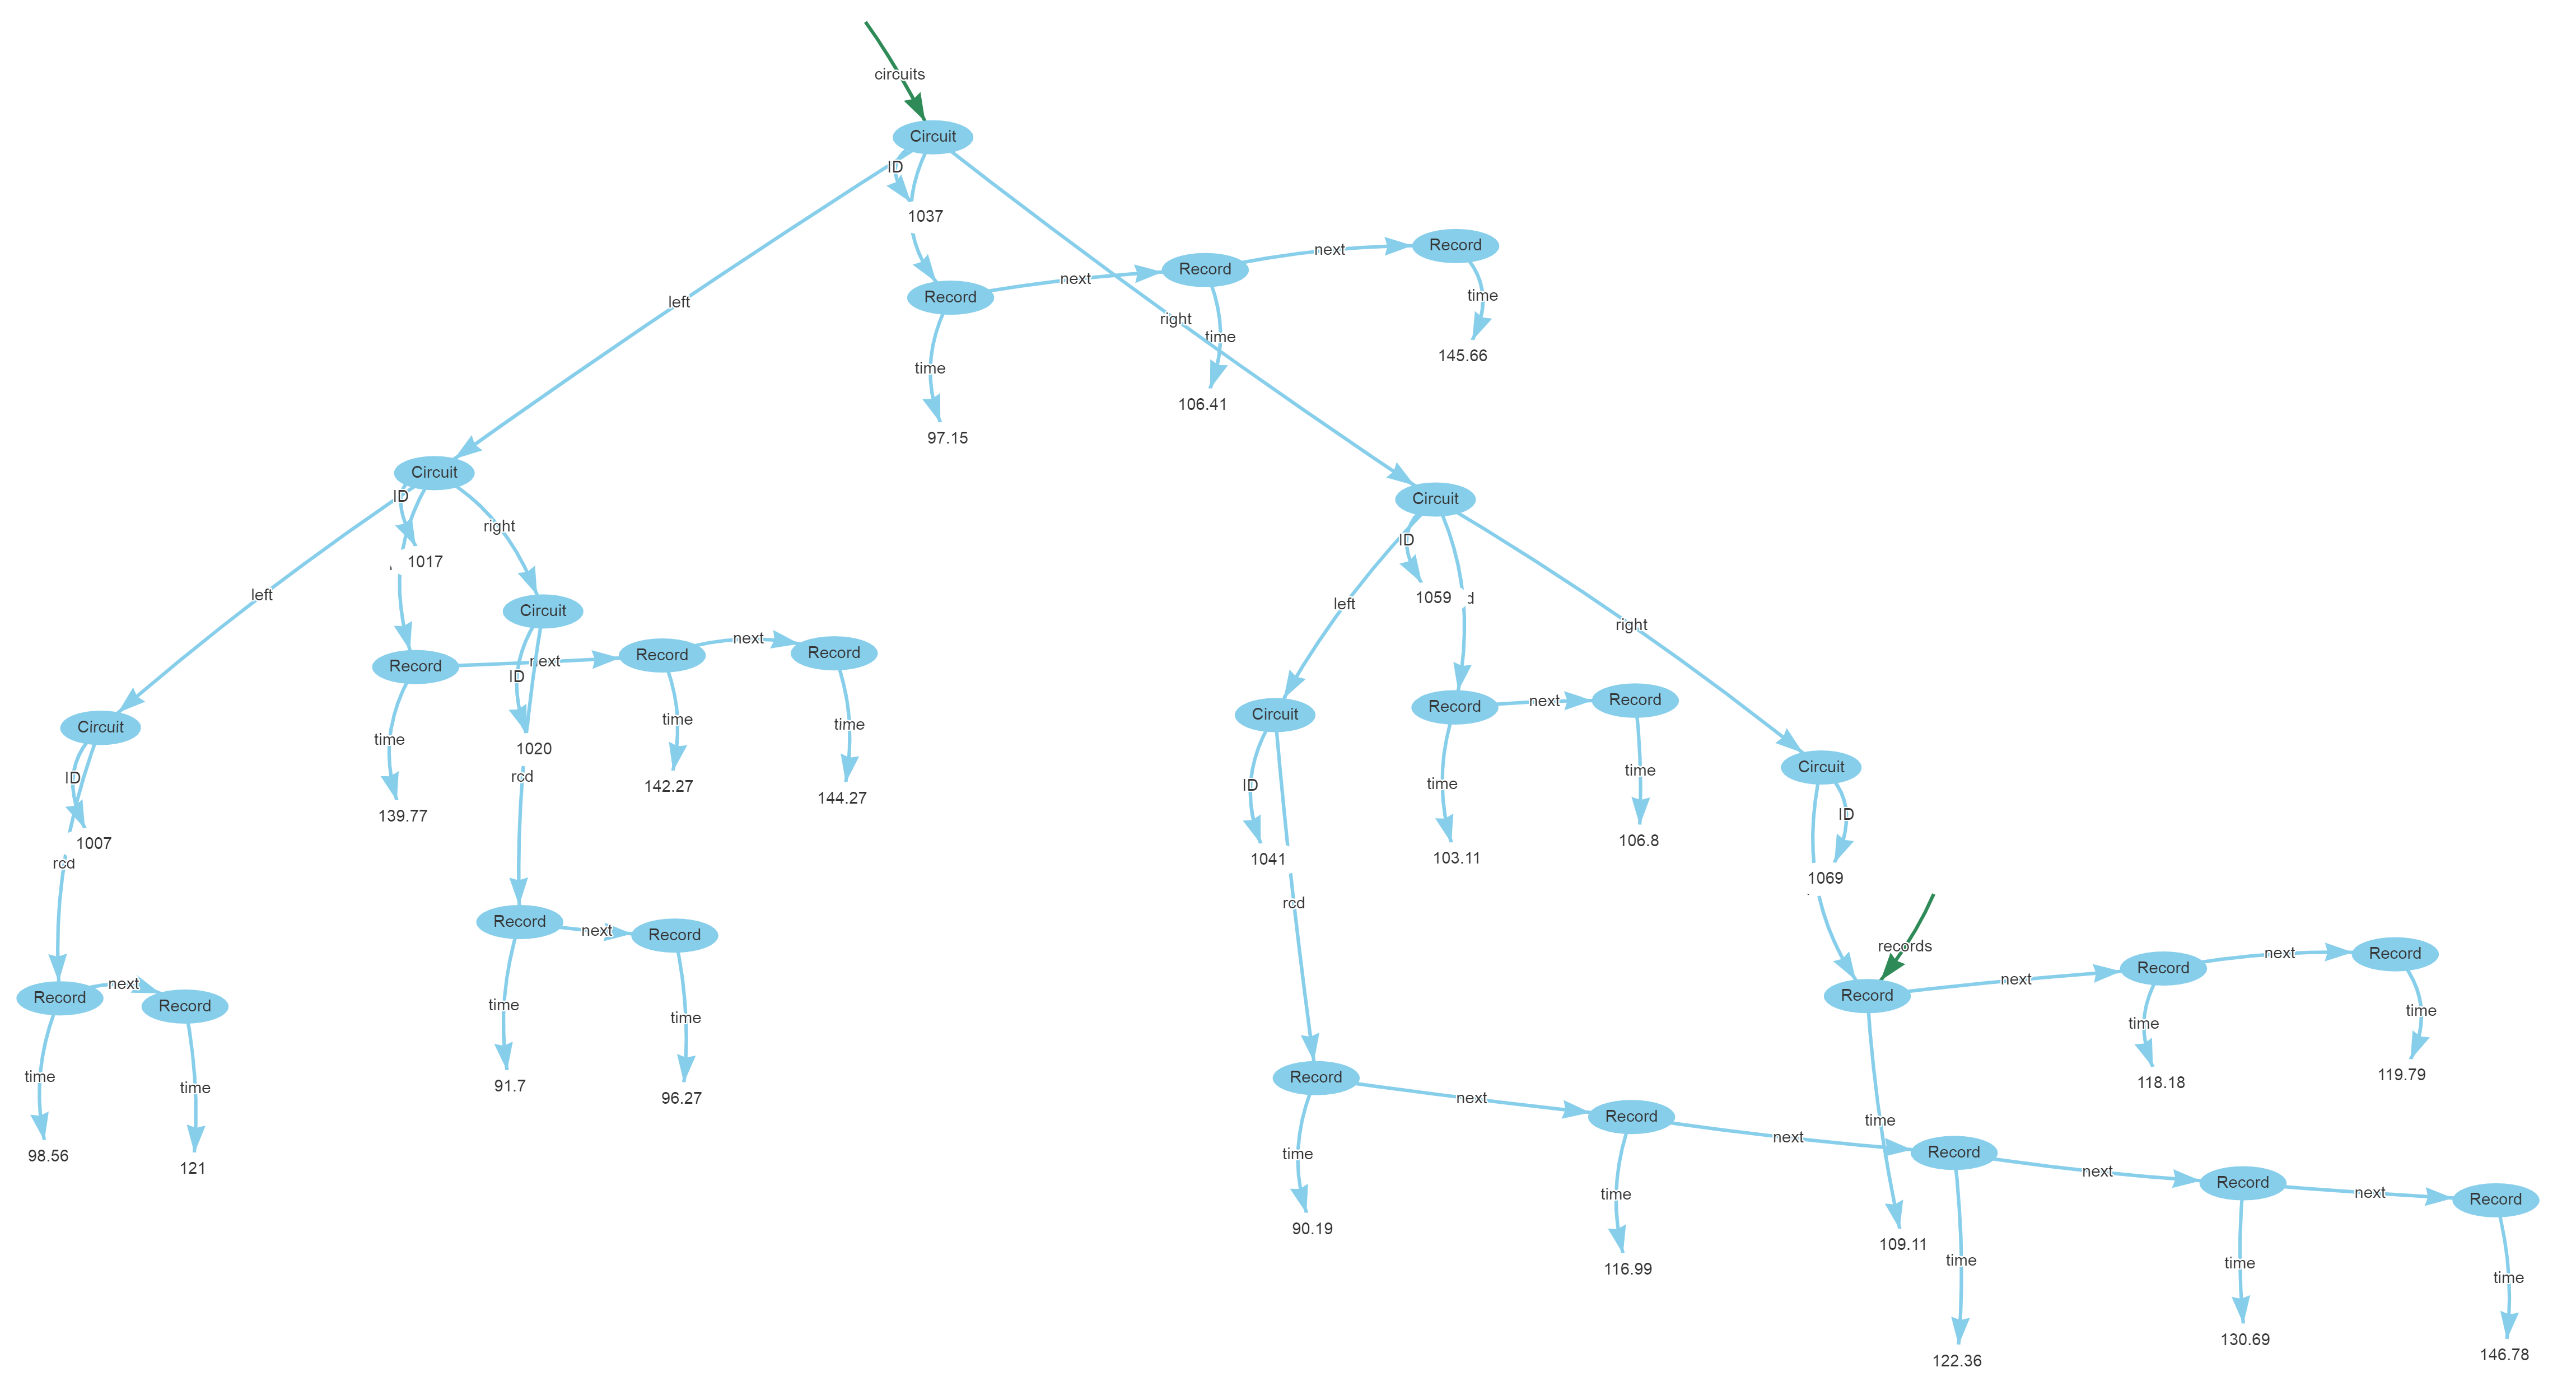 circuits
Circuit
ID
1037
left
right
Record
next
Record
next
Record
time
time
time
145.66
106.41
97.15
Circuit
ID
1017
left
right
Circuit
ID
1020
rcd
Record
next
Record
next
Record
time
time
time
139.77
142.27
144.27
Circuit
ID
1007
rcd
Record
next
Record
time
time
98.56
121
Record
next
Record
time
time
91.7
96.27
Circuit
ID
1059
left
right
Circuit
ID
1041
rcd
Record
next
Record
time
time
103.11
106.8
Circuit
ID
1069
records
Record
next
Record
next
Record
time
time
time
109.11
118.18
119.79
Record
next
Record
next
Record
next
Record
next
Record
time
time
time
time
time
90.19
116.99
122.36
130.69
146.78